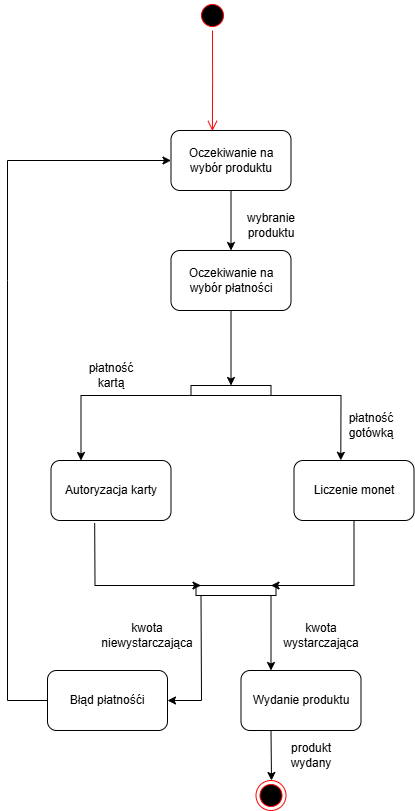 Oczekiwanie na
wybór produktu
wybranie
produktu
Oczekiwanie na
wybór płatności
płatność
kartą
płatność
gotówką
Autoryzacja karty
Liczenie monet
kwota
niewystarczająca
kwota
wystarczająca
Błąd płatnośći
Wydanie produktu
produkt
wydany